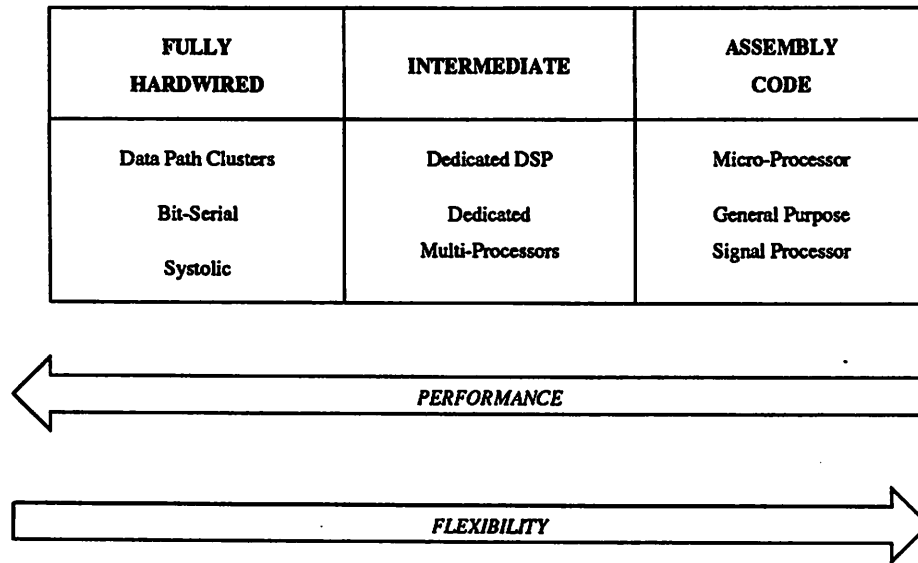 FULLY
HARDWIRED
INTERMEDIATE
ASSEMBLY
CODE
Data Path Clusters
Bit-Serial
Systolic
Dedicated DSP
Dedicated
Multi-Processors
Micro-Processor
General Purpose
Signal Processor
PERFORMANCE
FLEXIBILITY